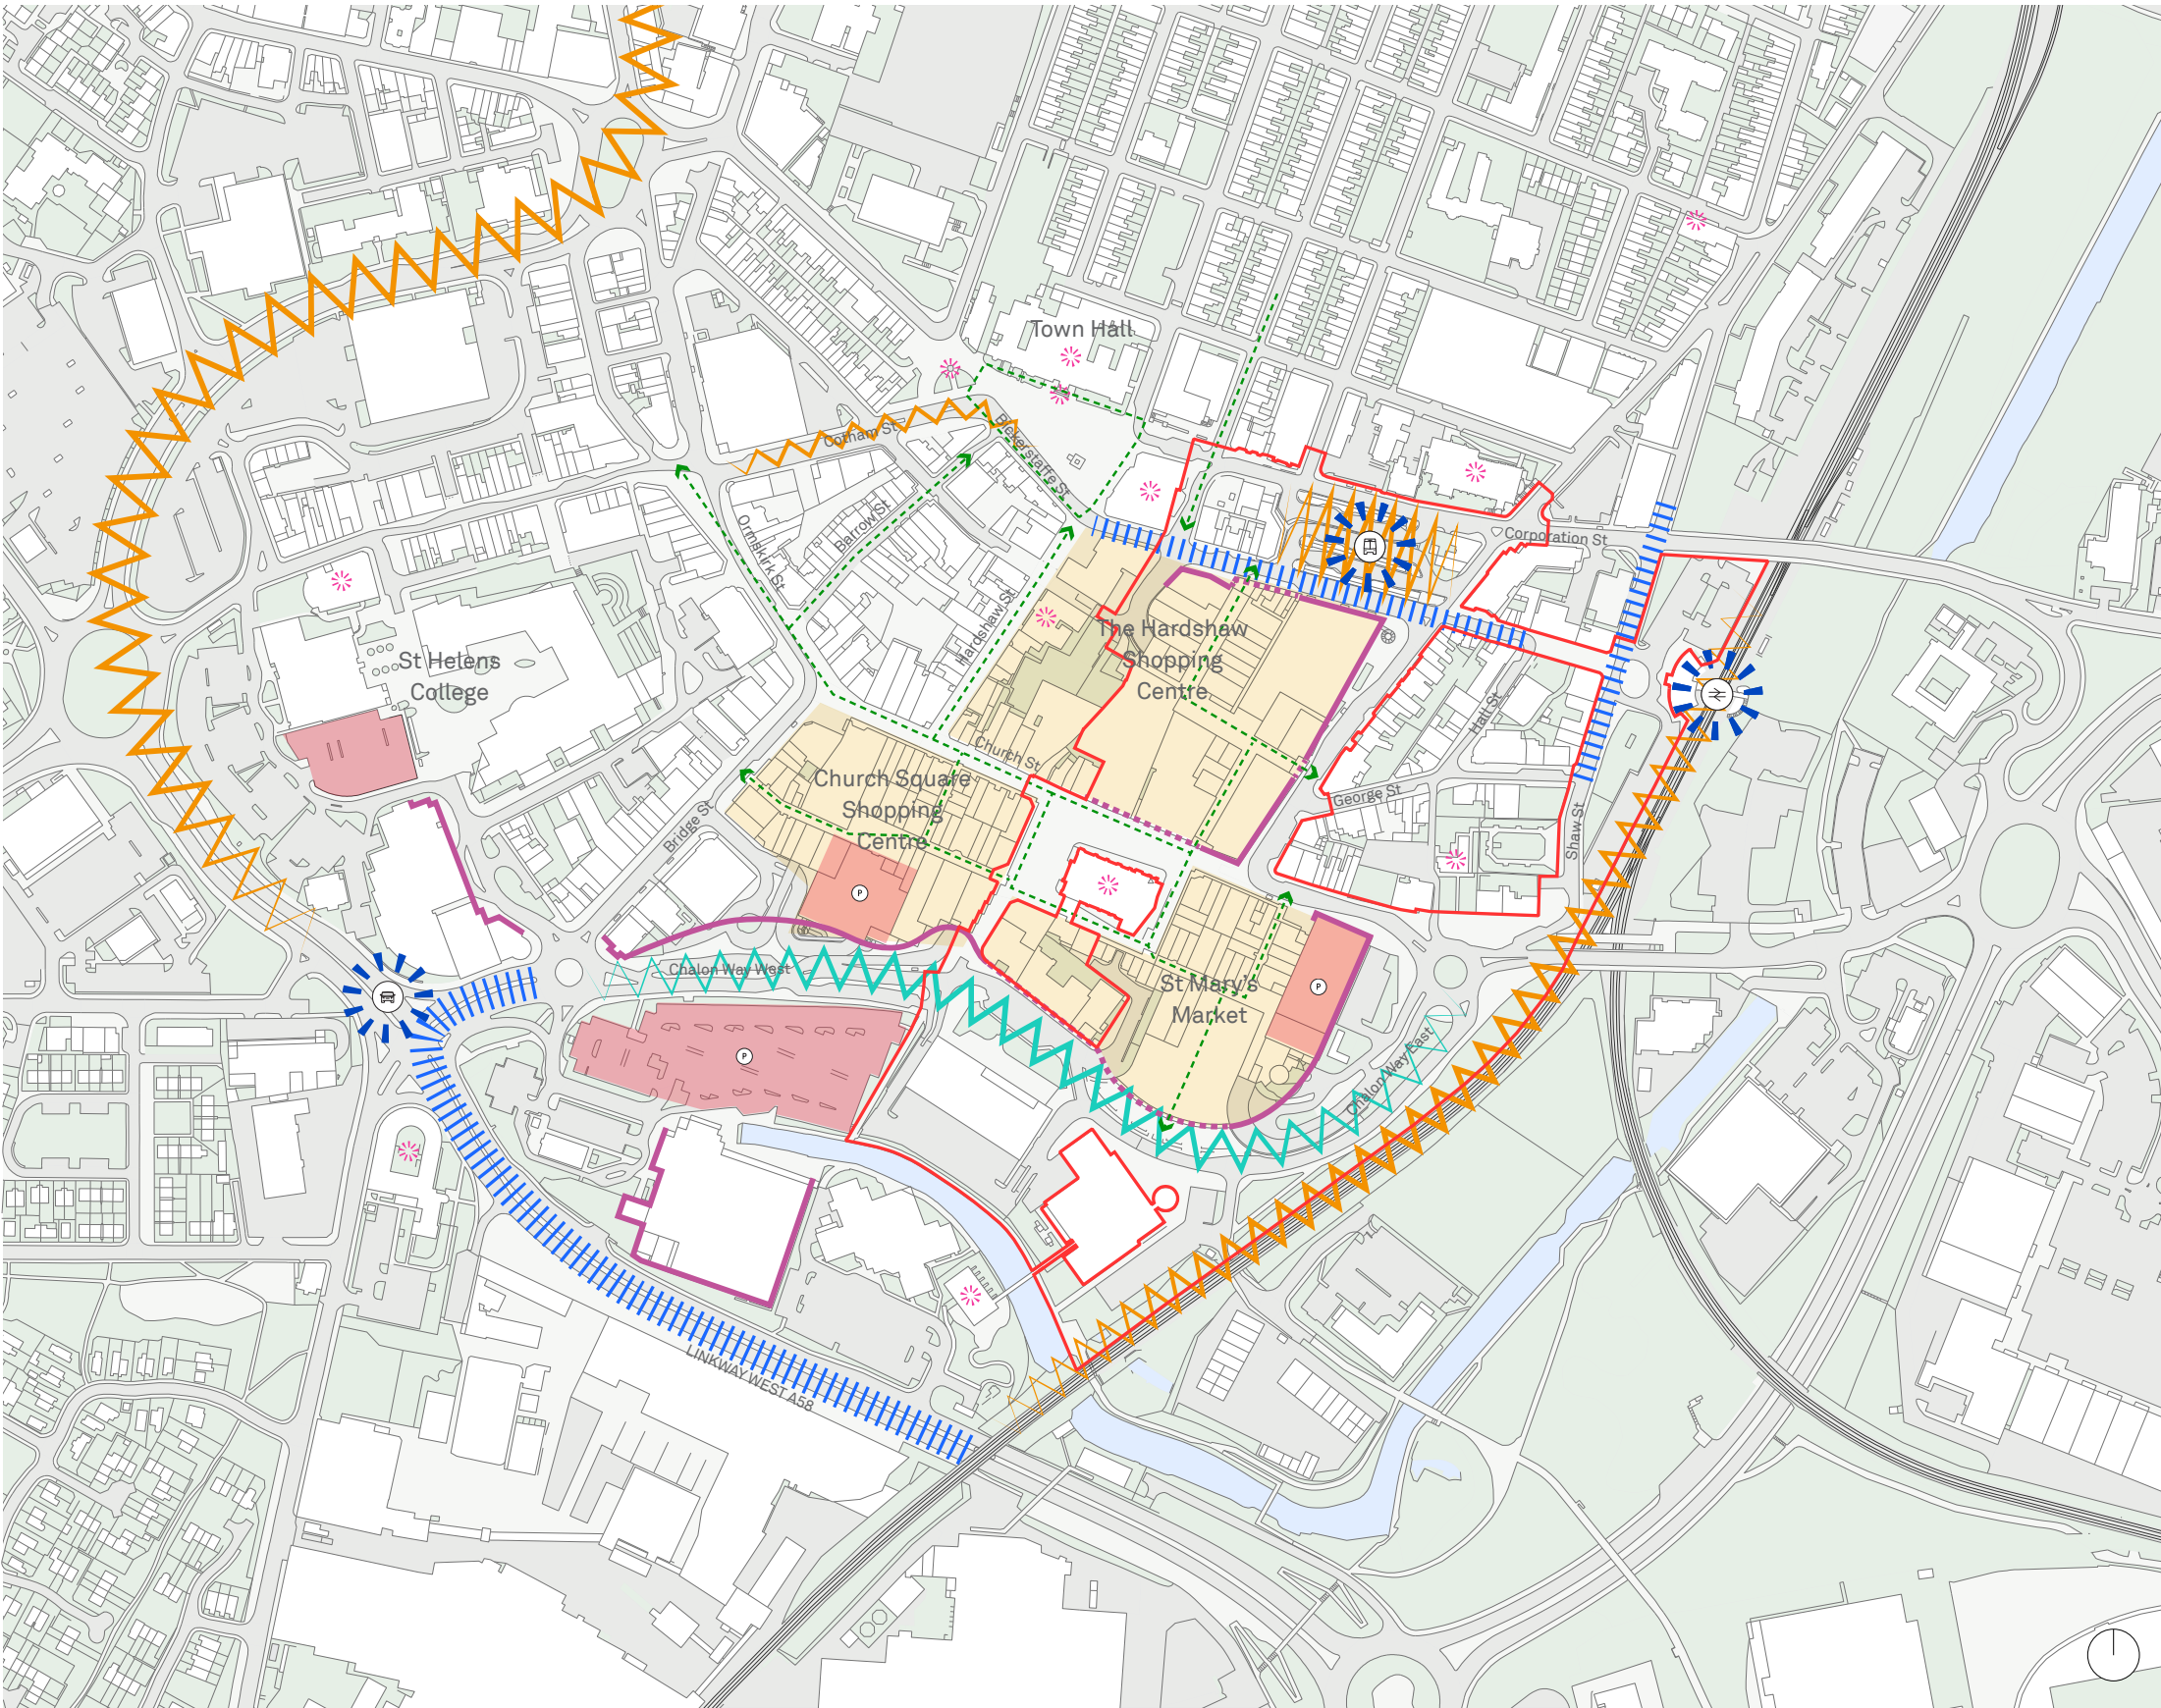 Town Hall
Cotham St
Bickerstaffe St
Ormskirk St
Barrow St
Corporation St
The Hardshaw
Shopping
Centre
Hardshaw St
St Helens
College
Hall St
Church St
Church Square
Shopping
Centre
George St
Bridge St
Shaw St
P
Chalon Way West
St Mary's
Market
P
P
Chalon Way East
LINKWAY WEST A58